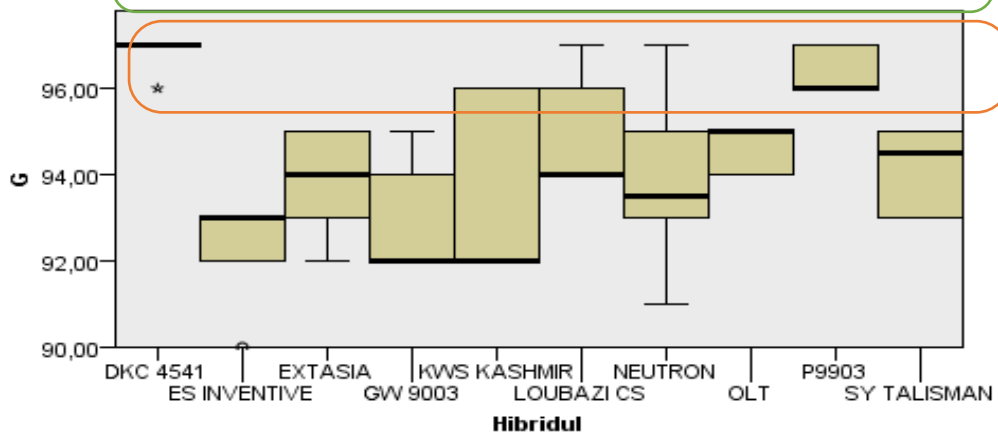 G
96,00
94,00
92,00
90,00
DKC 4541 EXTASIA KWS KASHMIR NEUTRON P9903
ES INVENTIVE GW 9003 LOUBAZI CS OLT SY TALISMAN
Hibridul